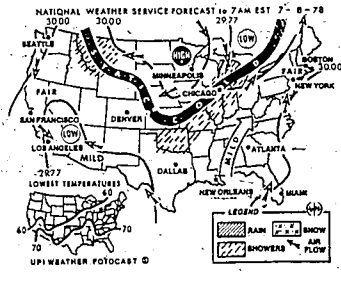 NATIONAL WEATHER SERVICE FORECAST to 7AM EST 7-8-78
30.00 30.00 29.77
SEATTLE
LOW
HIGH
MINNEAPOLIS
BOSTON
30.00
FAIR
CHICAGO
NEW YORK
FAIR
STATIC COLD
SAN FRANCISCO
DENVER
LOW
LOS ANGELES
MILD
MILD
ATLANTA
29.77
DALLAS
LOWEST TEMPERATURES
NEW ORLEANS
MIAMI
60
60
70
70
LEGEND
RAIN
SNOW
SHOWERS
AIR FLOW
UPI WEATHER FOTOCAST ©